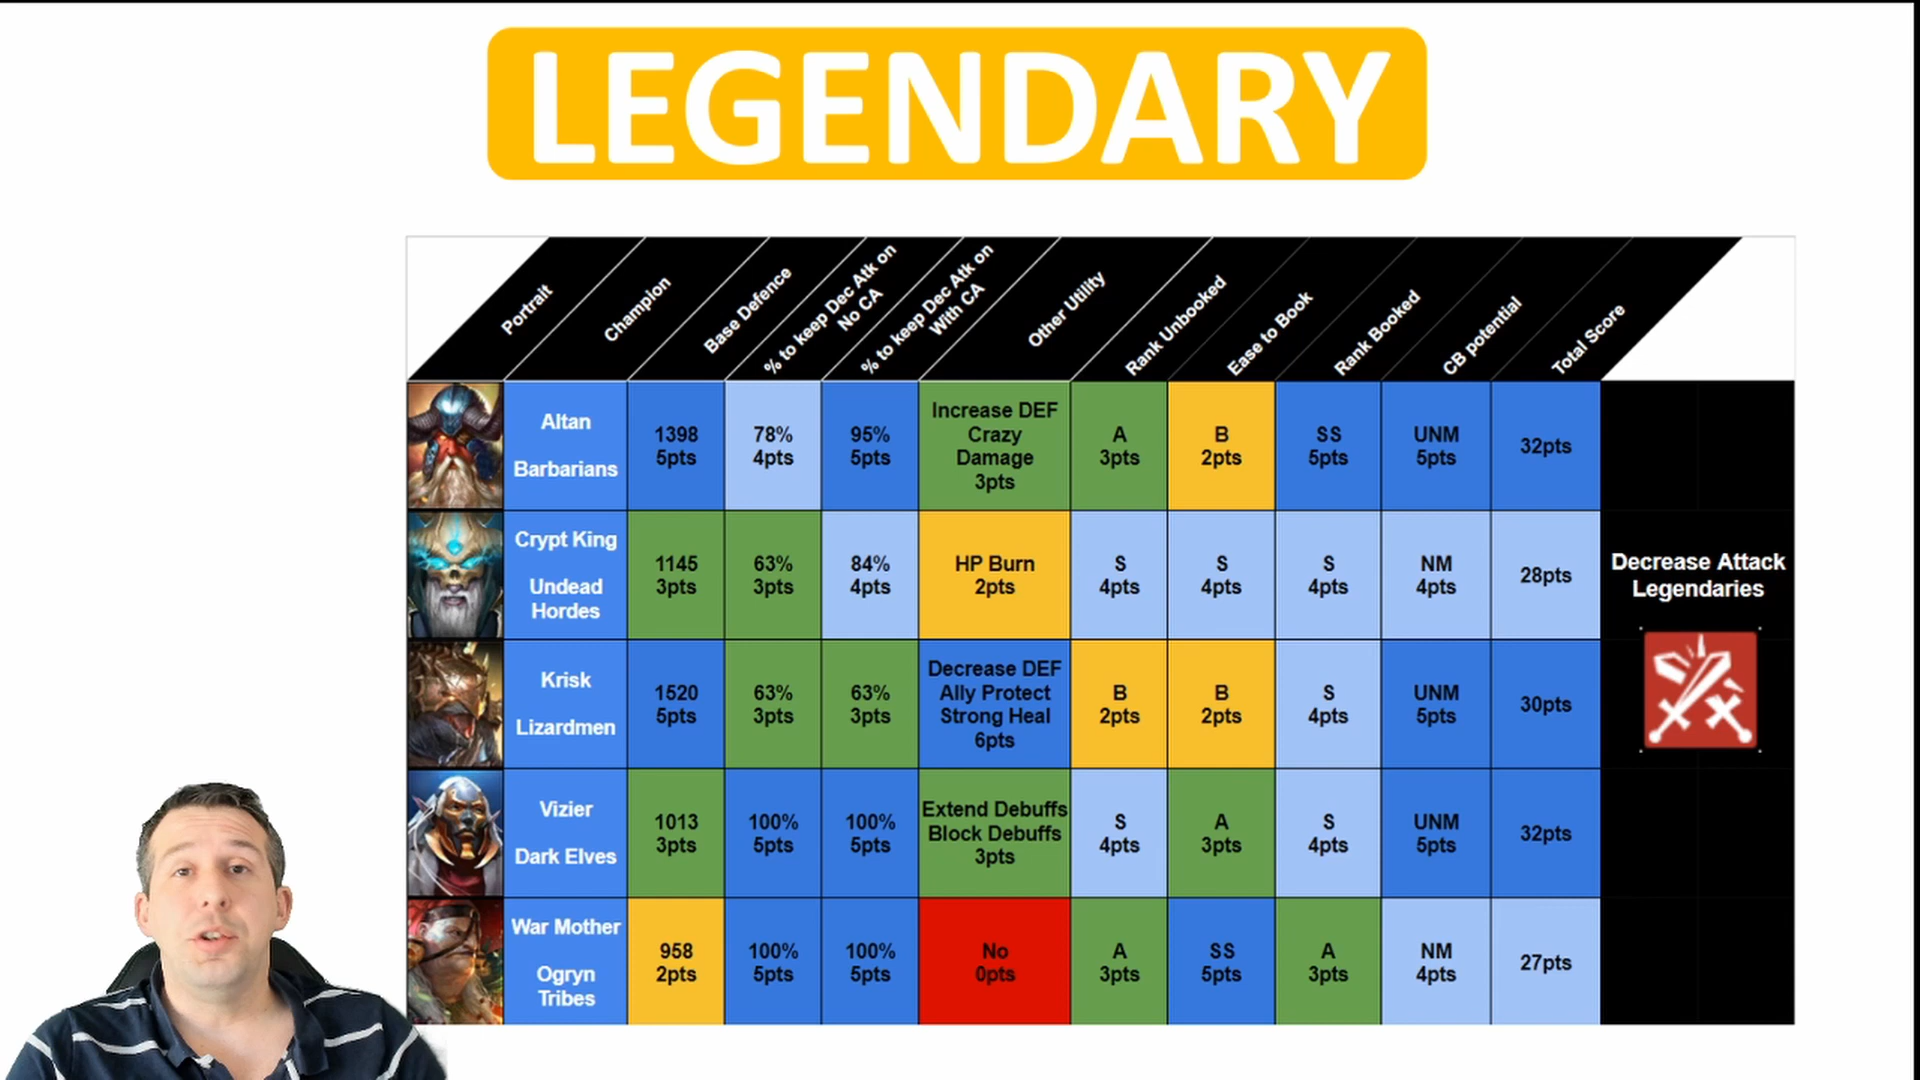 LEGENDARY
Portrait
Champion
Base Defence
% to keep Dec Atk on
No CA
% to keep Dec Atk on
With CA
Other Utility
Rank Unbooked
Ease to Book
Rank Booked
CB potential
Total Score
Altan
Barbarians
1398
5pts
78%
4pts
95%
5pts
Increase DEF
Crazy
Damage
3pts
A
3pts
B
2pts
SS
5pts
UNM
5pts
32pts
Crypt King
Undead
Hordes
1145
3pts
63%
3pts
84%
4pts
HP Burn
2pts
S
4pts
S
4pts
S
4pts
NM
4pts
28pts
Decrease Attack
Legendaries
Krisk
Lizardmen
1520
5pts
63%
3pts
63%
3pts
Decrease DEF
Ally Protect
Strong Heal
6pts
B
2pts
B
2pts
S
4pts
UNM
5pts
30pts
Vizier
Dark Elves
1013
3pts
100%
5pts
100%
5pts
Extend Debuffs
Block Debuffs
3pts
S
4pts
A
3pts
S
4pts
UNM
5pts
32pts
War Mother
Ogryn
Tribes
958
2pts
100%
5pts
100%
5pts
No
0pts
A
3pts
SS
5pts
A
3pts
NM
4pts
27pts